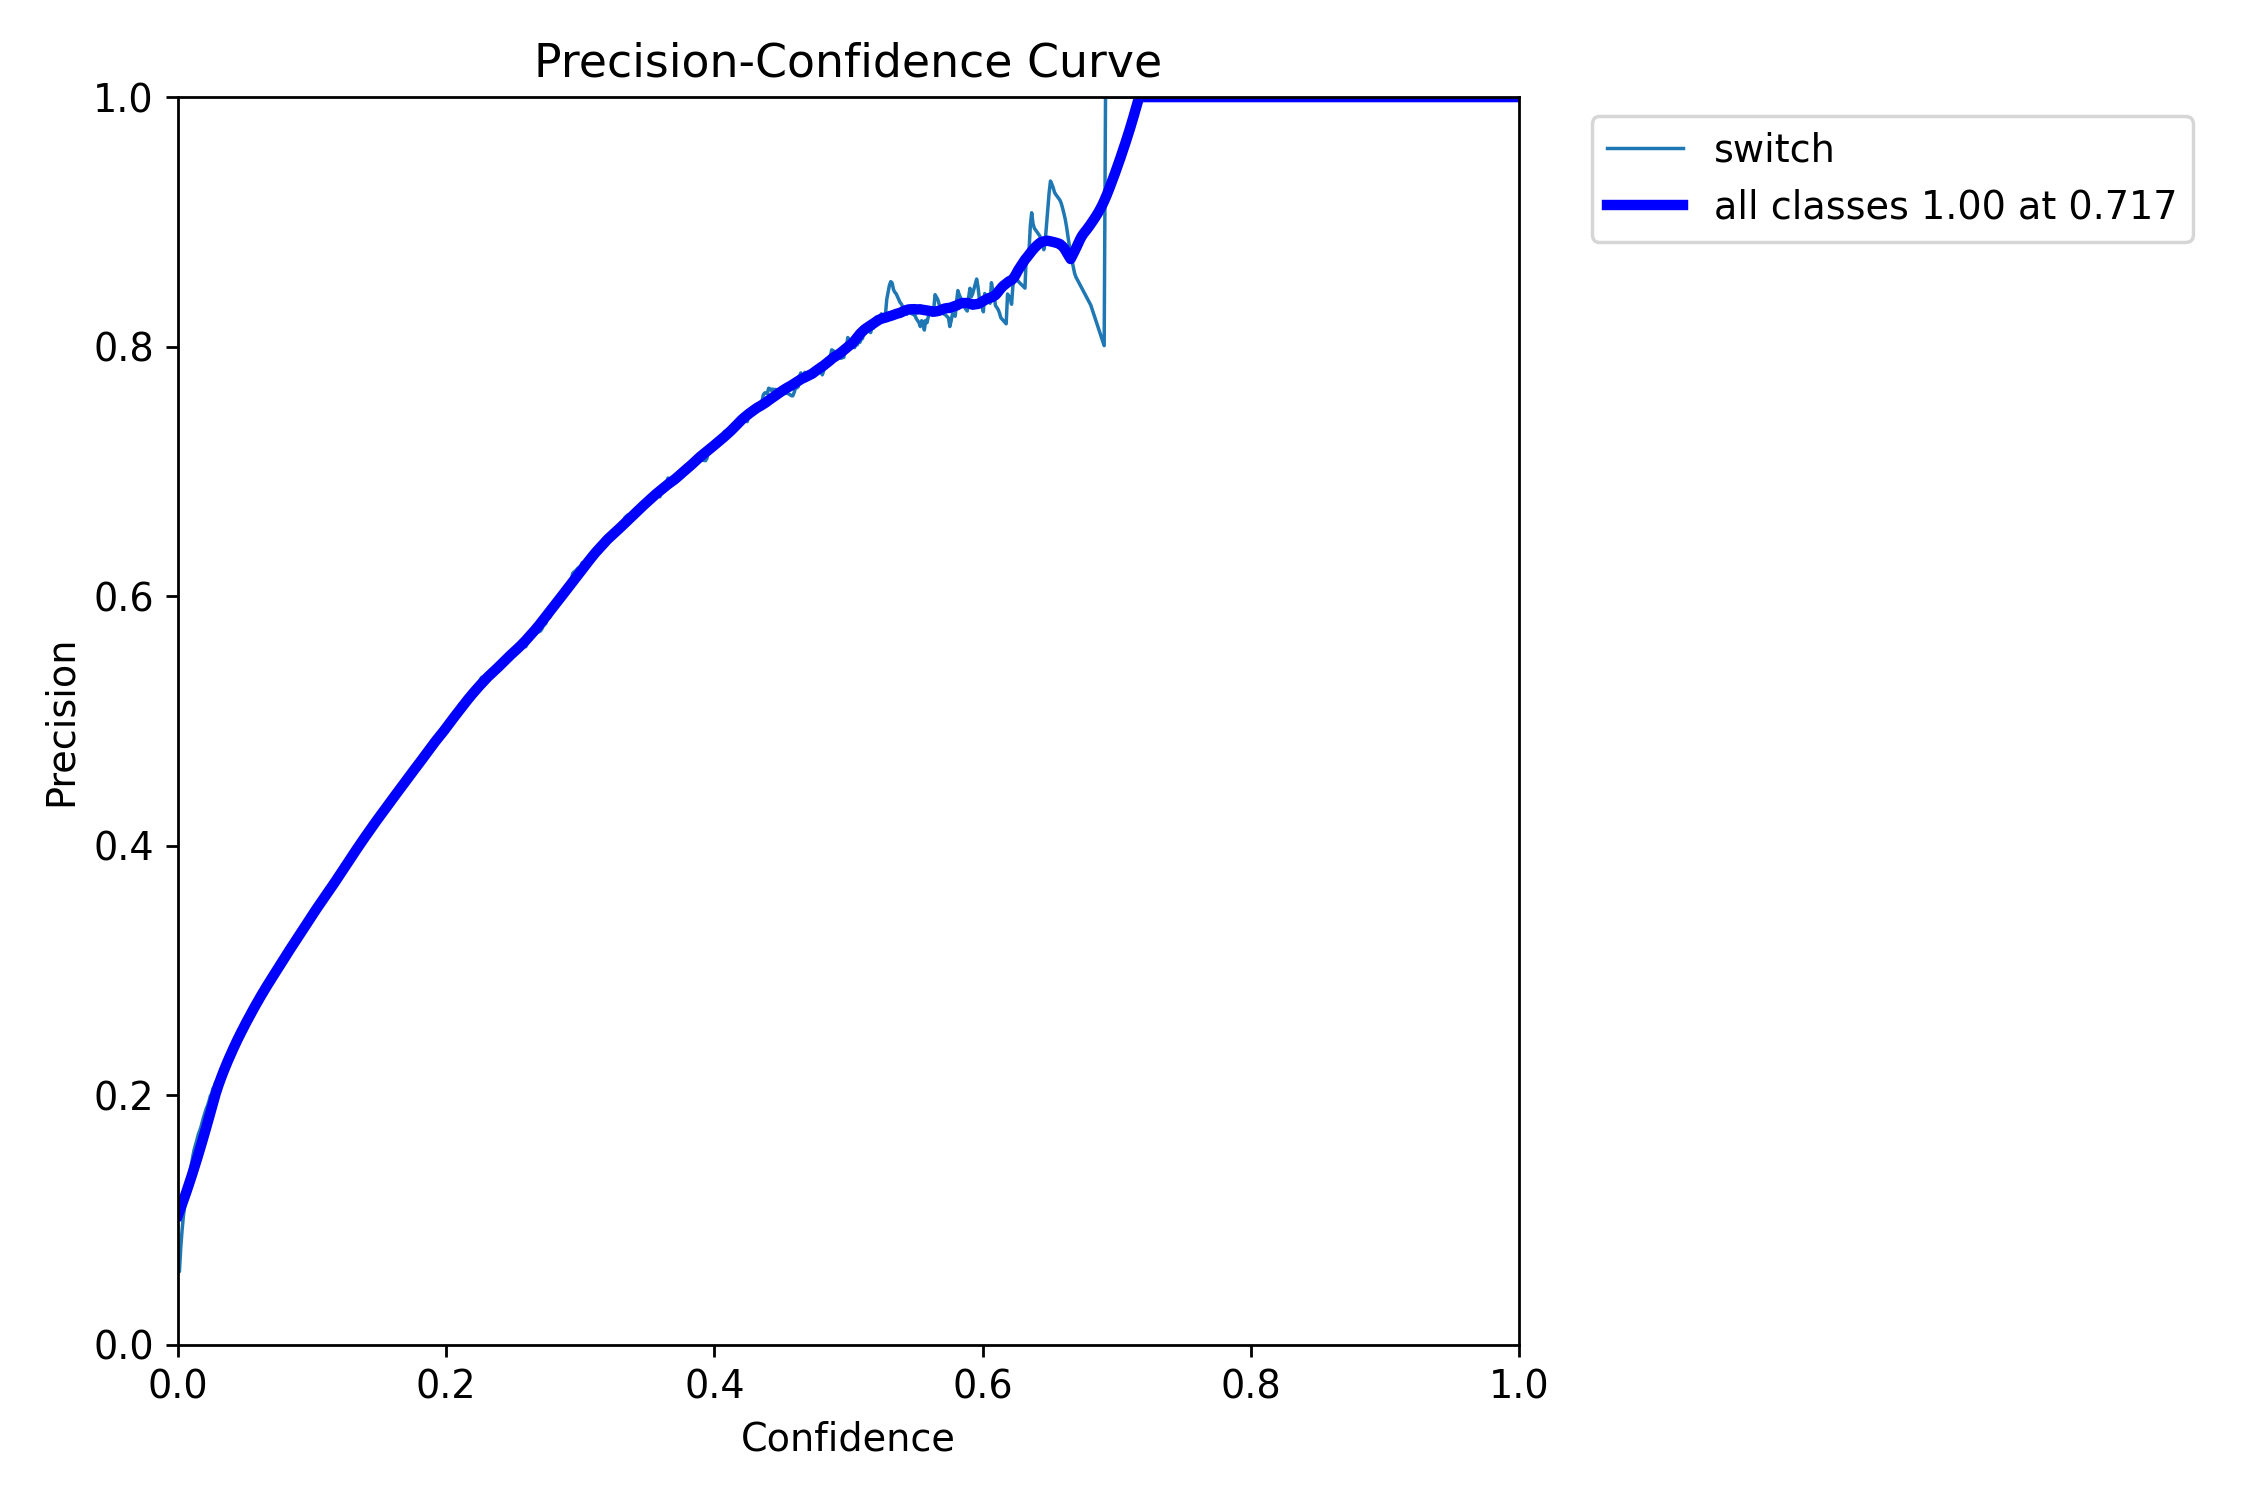 Precision-Confidence Curve
1.0
0.8
0.6
0.4
0.2
0.0
Precision
0.0 0.2 0.4 0.6 0.8 1.0
Confidence
switch
all classes 1.00 at 0.717